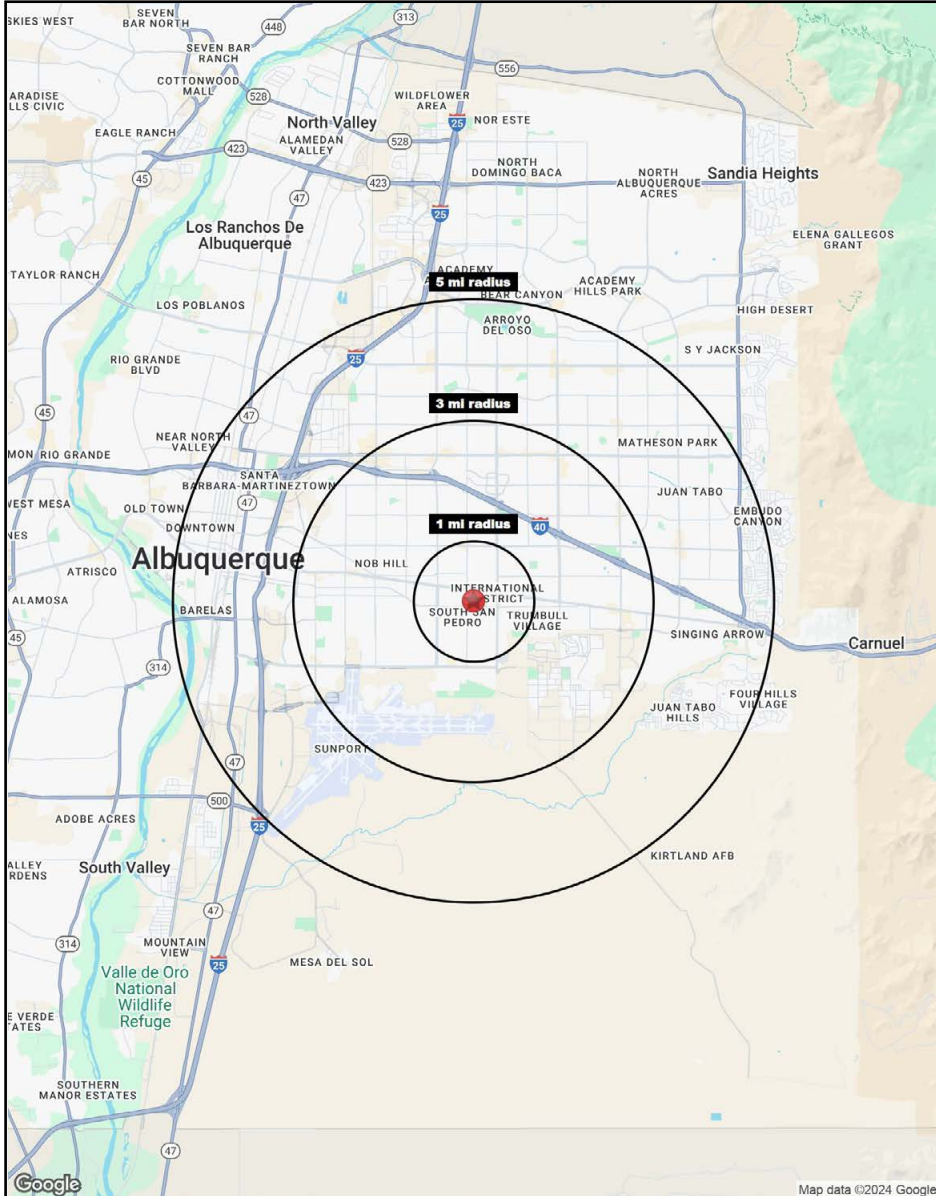 SKIES WEST
SEVEN
BAR NORTH
448
313
SEVEN BAR
RANCH
556
COTTONWOOD
MALL
528
ARADISE
LLS CIVIC
WILDFLOWER
AREA
25
NOR ESTE
North Valley
ALAMEDAN
VALLEY
528
EAGLE RANCH
423
NORTH
DOMINGO BACA
45
423
NORTH
ALBUQUERQUE
ACRES
Sandia Heights
47
25
Los Ranchos De
Albuquerque
ELENA GALLEGOS
GRANT
TAYLOR RANCH
ACADEMY
5 mi radius
BEAR CANYON
ACADEMY
HILLS PARK
LOS POBLANOS
ARROYO
DEL OSO
HIGH DESERT
RIO GRANDE
BLVD
25
S Y JACKSON
3 mi radius
45
47
NEAR NORTH
VALLEY
MATHESON PARK
MON RIO GRANDE
SANTA
BARBARA-MARTINEZTOWN
JUAN TABO
WEST MESA
47
OLD TOWN
EMBUDO
CANYON
1 mi radius
40
DOWNTOWN
NES
Albuquerque
NOB HILL
ATRISCO
INTERNATIONAL
STRICT
ALAMOSA
BARELAS
SOUTH SAN
PEDRO
TRUMBULL
VILLAGE
45
SINGING ARROW
Carnuel
314
FOUR HILLS
VILLAGE
JUAN TABO
HILLS
SUNPORT
47
500
ADOBE ACRES
25
ALLEY
RDENS
South Valley
KIRTLAND AFB
47
314
MOUNTAIN
VIEW
25
MESA DEL SOL
Valle de Oro
National
Wildlife
Refuge
E VERDE
TATES
SOUTHERN
MANOR ESTATES
47
Google
Map data ©2024 Google